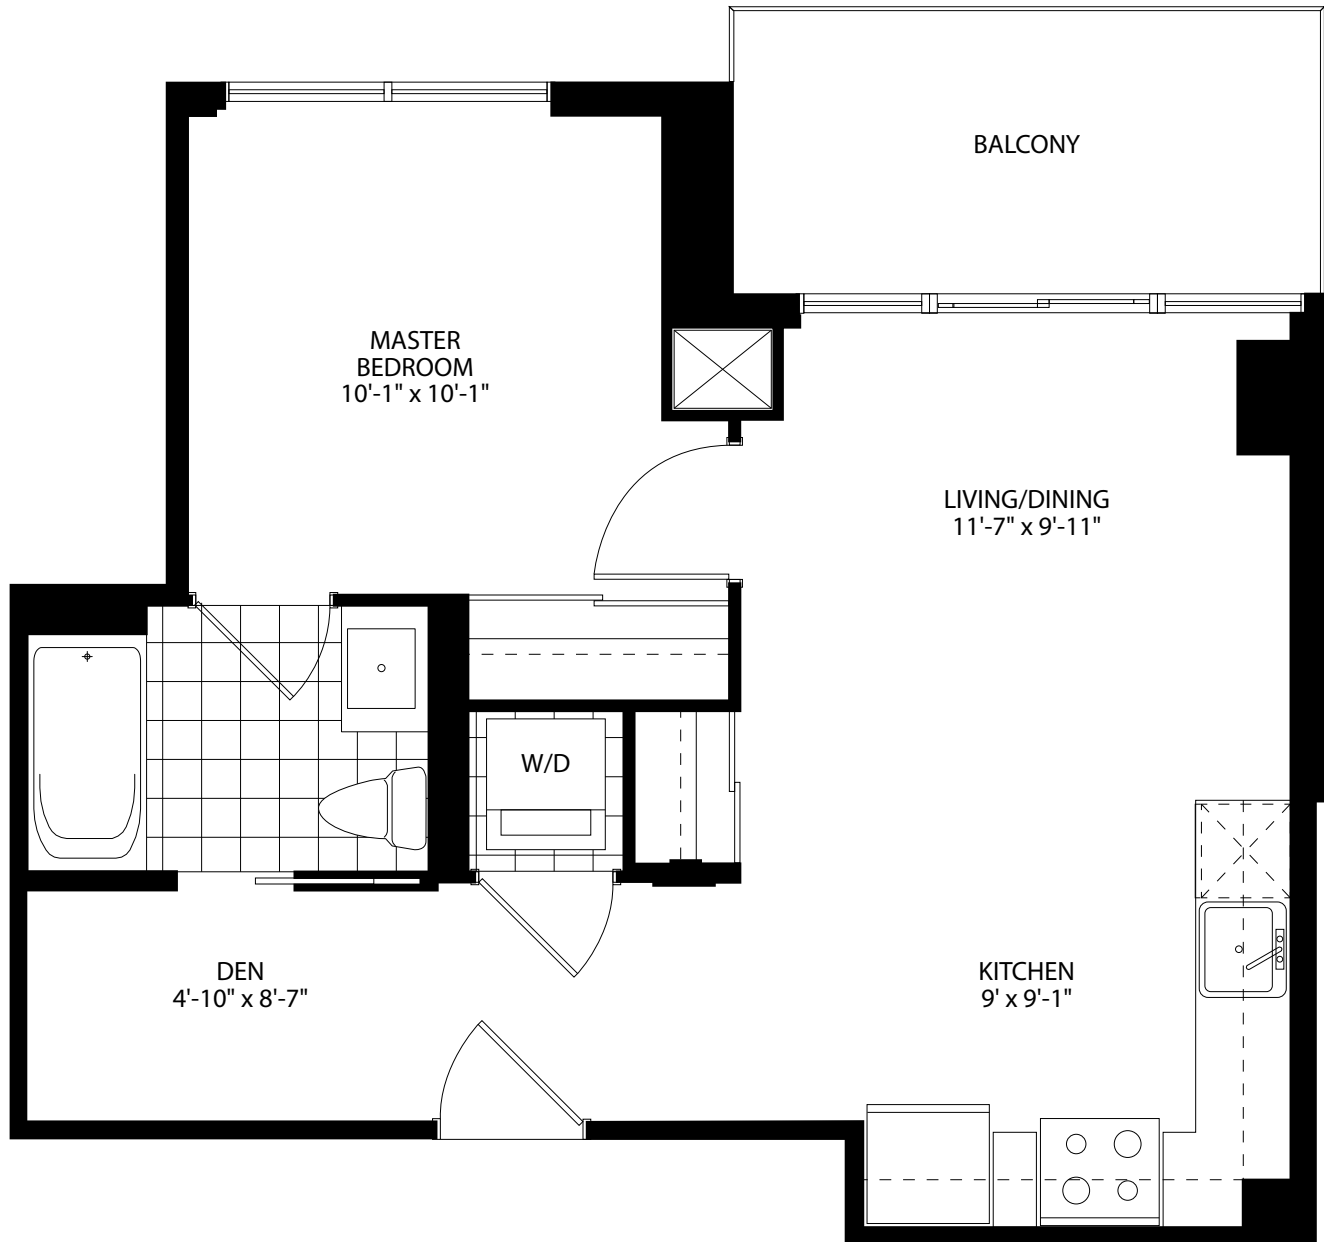 BALCONY
MASTER
BEDROOM
10'-1" x 10'-1"
LIVING/DINING
11'-7" x 9'-11"
W/D
DEN
4'-10" x 8'-7"
KITCHEN
9' x 9'-1"